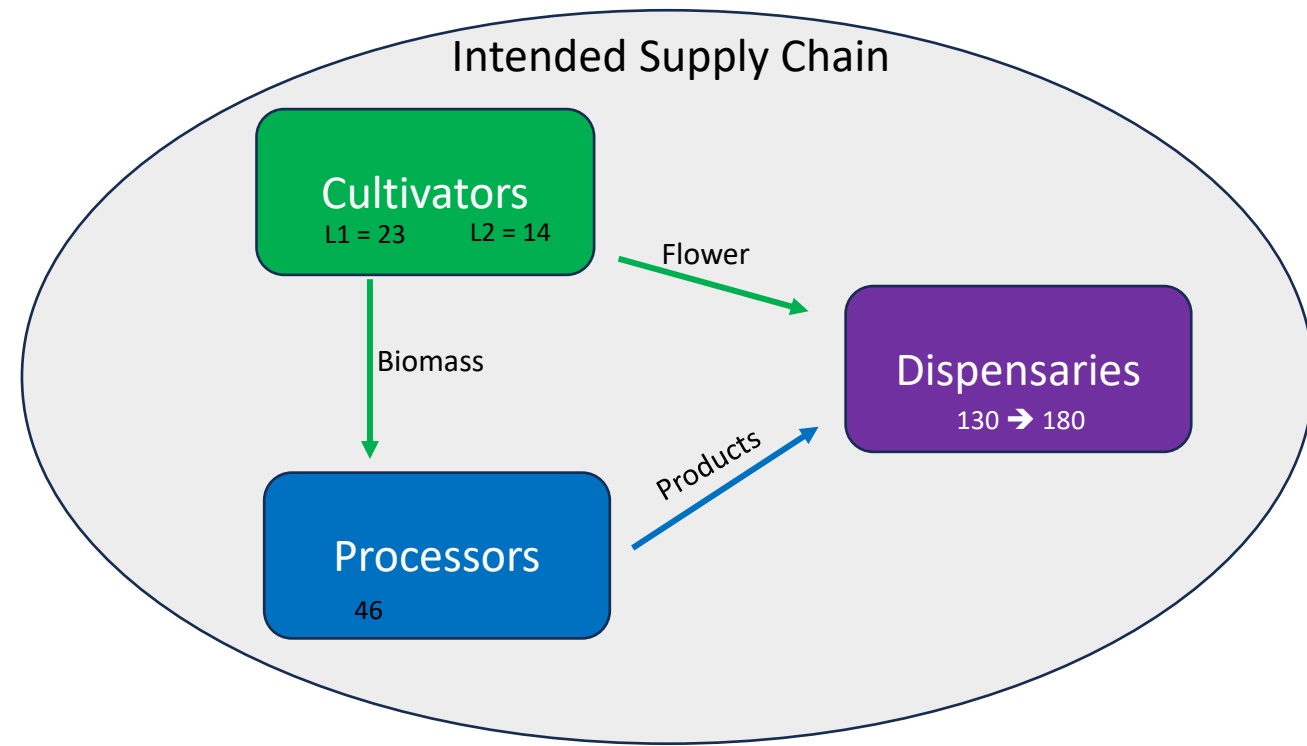 Intended Supply Chain
Cultivators
L1 = 23 L2 = 14
Flower
Biomass
Dispensaries
130 ➔ 180
Products
Processors
46